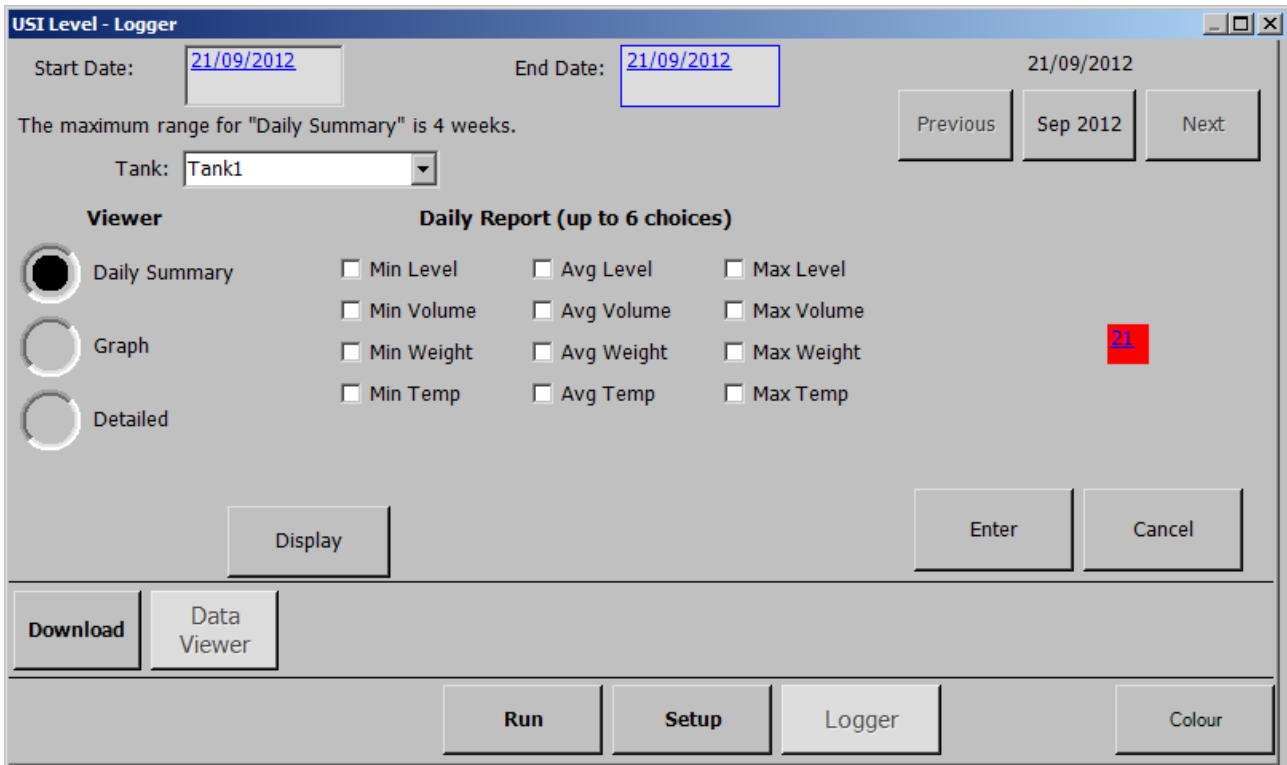 USI Level - Logger
Start Date: 21/09/2012 End Date: 21/09/2012 21/09/2012
The maximum range for "Daily Summary" is 4 weeks.
Previous Sep 2012 Next
Tank: Tank1
Viewer Daily Report (up to 6 choices)
Daily Summary Min Level Avg Level Max Level
Min Volume Avg Volume Max Volume
Graph Min Weight Avg Weight Max Weight 21
Min Temp Avg Temp Max Temp
Detailed
Display Enter Cancel
Download Data
Viewer
Run Setup Logger Colour